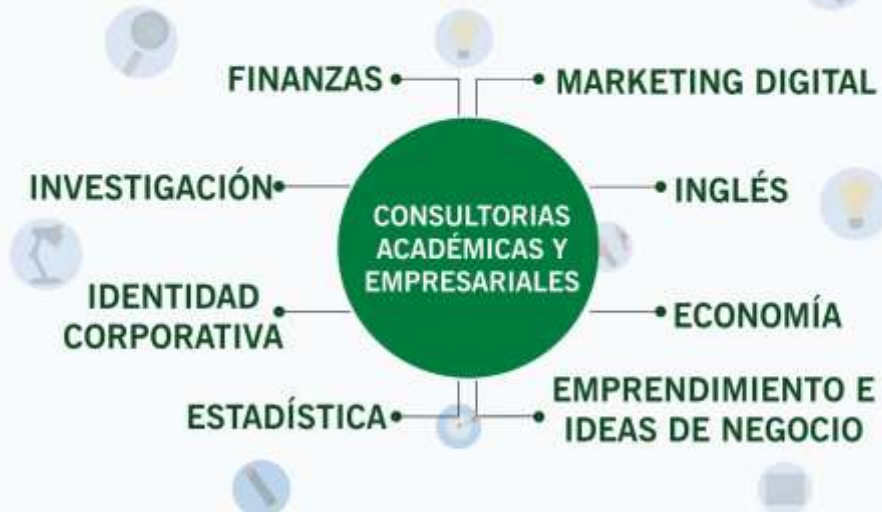 FINANZAS
MARKETING DIGITAL
INVESTIGACIÓN
INGLÉS
CONSULTORIAS
ACADÉMICAS Y
EMPRESARIALES
IDENTIDAD
CORPORATIVA
ECONOMÍA
ESTADÍSTICA
EMPRENDIMIENTO E
IDEAS DE NEGOCIO